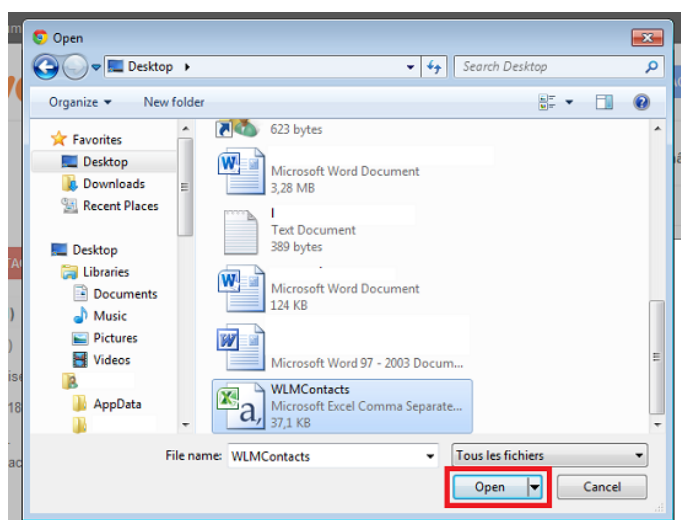 Open
Desktop
Search Desktop
Organize
New folder
Favorites
Desktop
Downloads
Recent Places
Desktop
Libraries
Documents
Music
Pictures
Videos
AppData
623 bytes
Microsoft Word Document
3,28 MB
Text Document
389 bytes
Microsoft Word Document
124 KB
Microsoft Word 97 - 2003 Docum...
WLMContacts
Microsoft Excel Comma Separate...
37,1 KB
File name: WLMContacts
Tous les fichiers
Open
Cancel